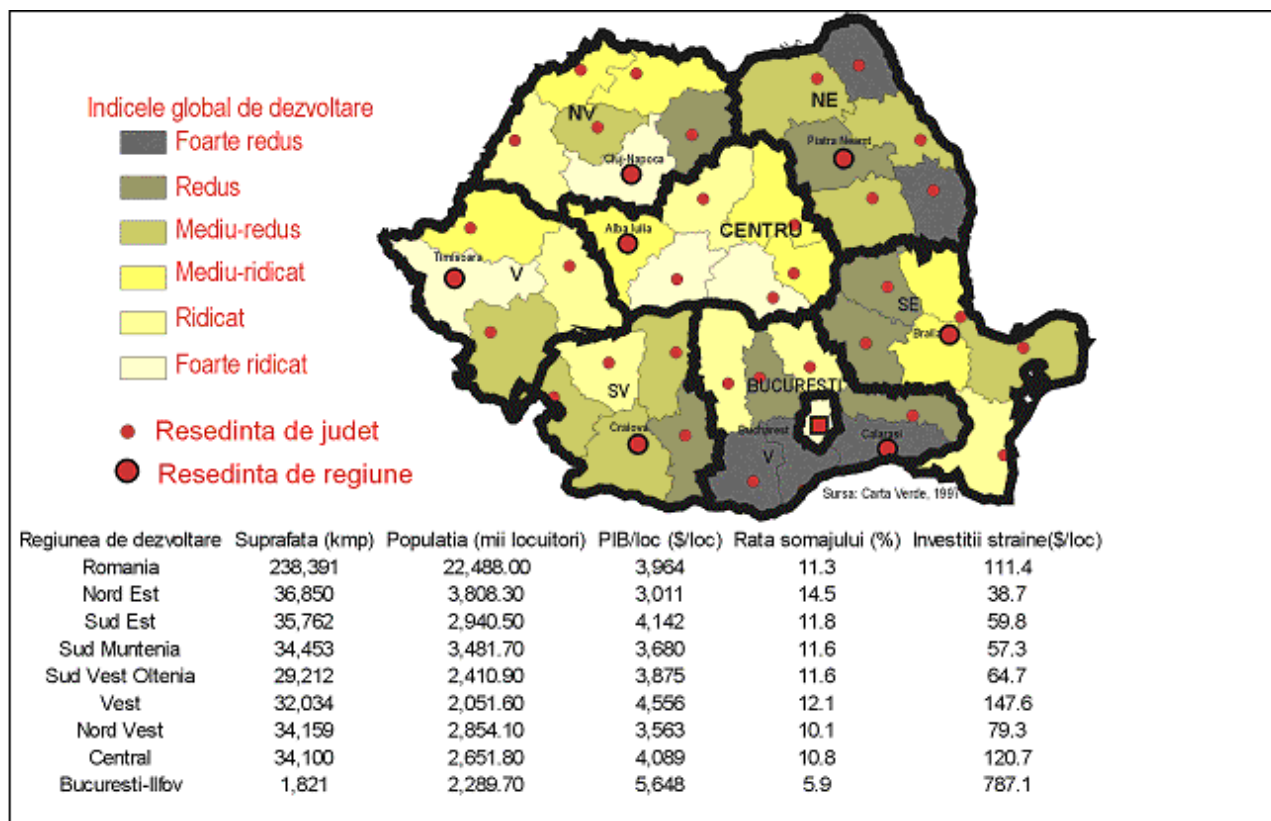 Indicele global de dezvoltare
Foarte redus
Redus
Mediu-redus
Mediu-ridicat
Ridicat
Foarte ridicat
Resedinta de judet
Resedinta de regiune
NV
NE
Cluj-Napoca
Piatra Neamt
Alba Iulia
CENTRU
Timisoara
V
SE
Braila
SV
BUCURESTI
Craiova
Bucharest
Calarasi
V
Sursa: Carta Verde, 1997
Regiunea de dezvoltare Suprafata (kmp) Populatia (mii locuitori) PIB/loc ($/loc) Rata somajului (%) Investitii straine($/loc)
Romania 238,391 22,488.00 3,964 11.3 111.4
Nord Est 36,850 3,808.30 3,011 14.5 38.7
Sud Est 35,762 2,940.50 4,142 11.8 59.8
Sud Muntenia 34,453 3,481.70 3,680 11.6 57.3
Sud Vest Oltenia 29,212 2,410.90 3,875 11.6 64.7
Vest 32,034 2,051.60 4,556 12.1 147.6
Nord Vest 34,159 2,854.10 3,563 10.1 79.3
Central 34,100 2,651.80 4,089 10.8 120.7
Bucuresti-Ilfov 1,821 2,289.70 5,648 5.9 787.1